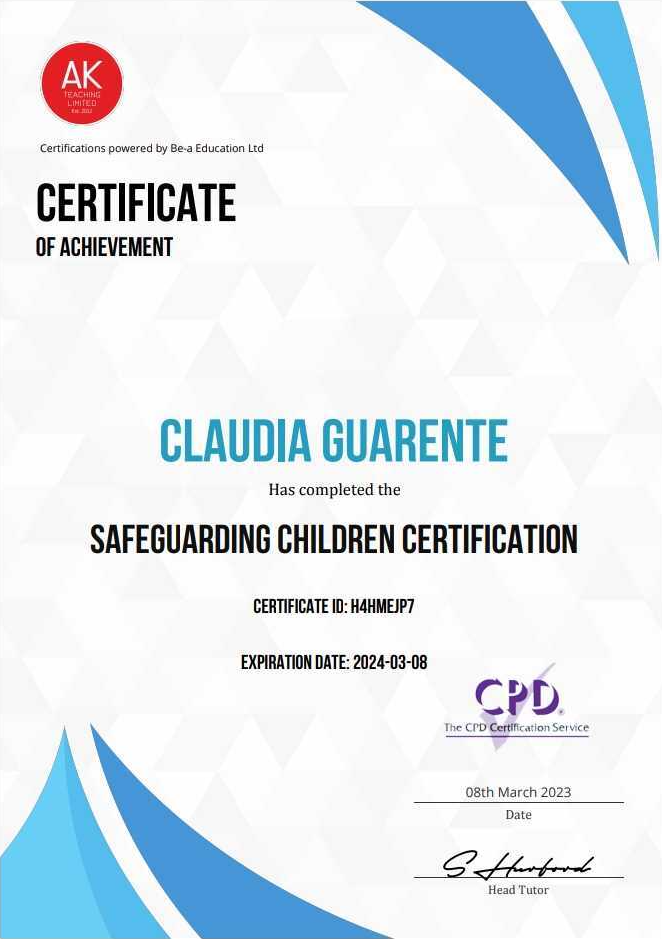 AK
TEACHING
LIMITED
Certifications powered by Be-a Education Ltd
CERTIFICATE
OF ACHIEVEMENT
CLAUDIA GUARENTE
Has completed the
SAFEGUARDING CHILDREN CERTIFICATION
CERTIFICATE ID: H4HMEJP7
EXPIRATION DATE: 2024-03-08
CPD®
The CPD Certification Service
08th March 2023
Date
S Hurford
Head Tutor